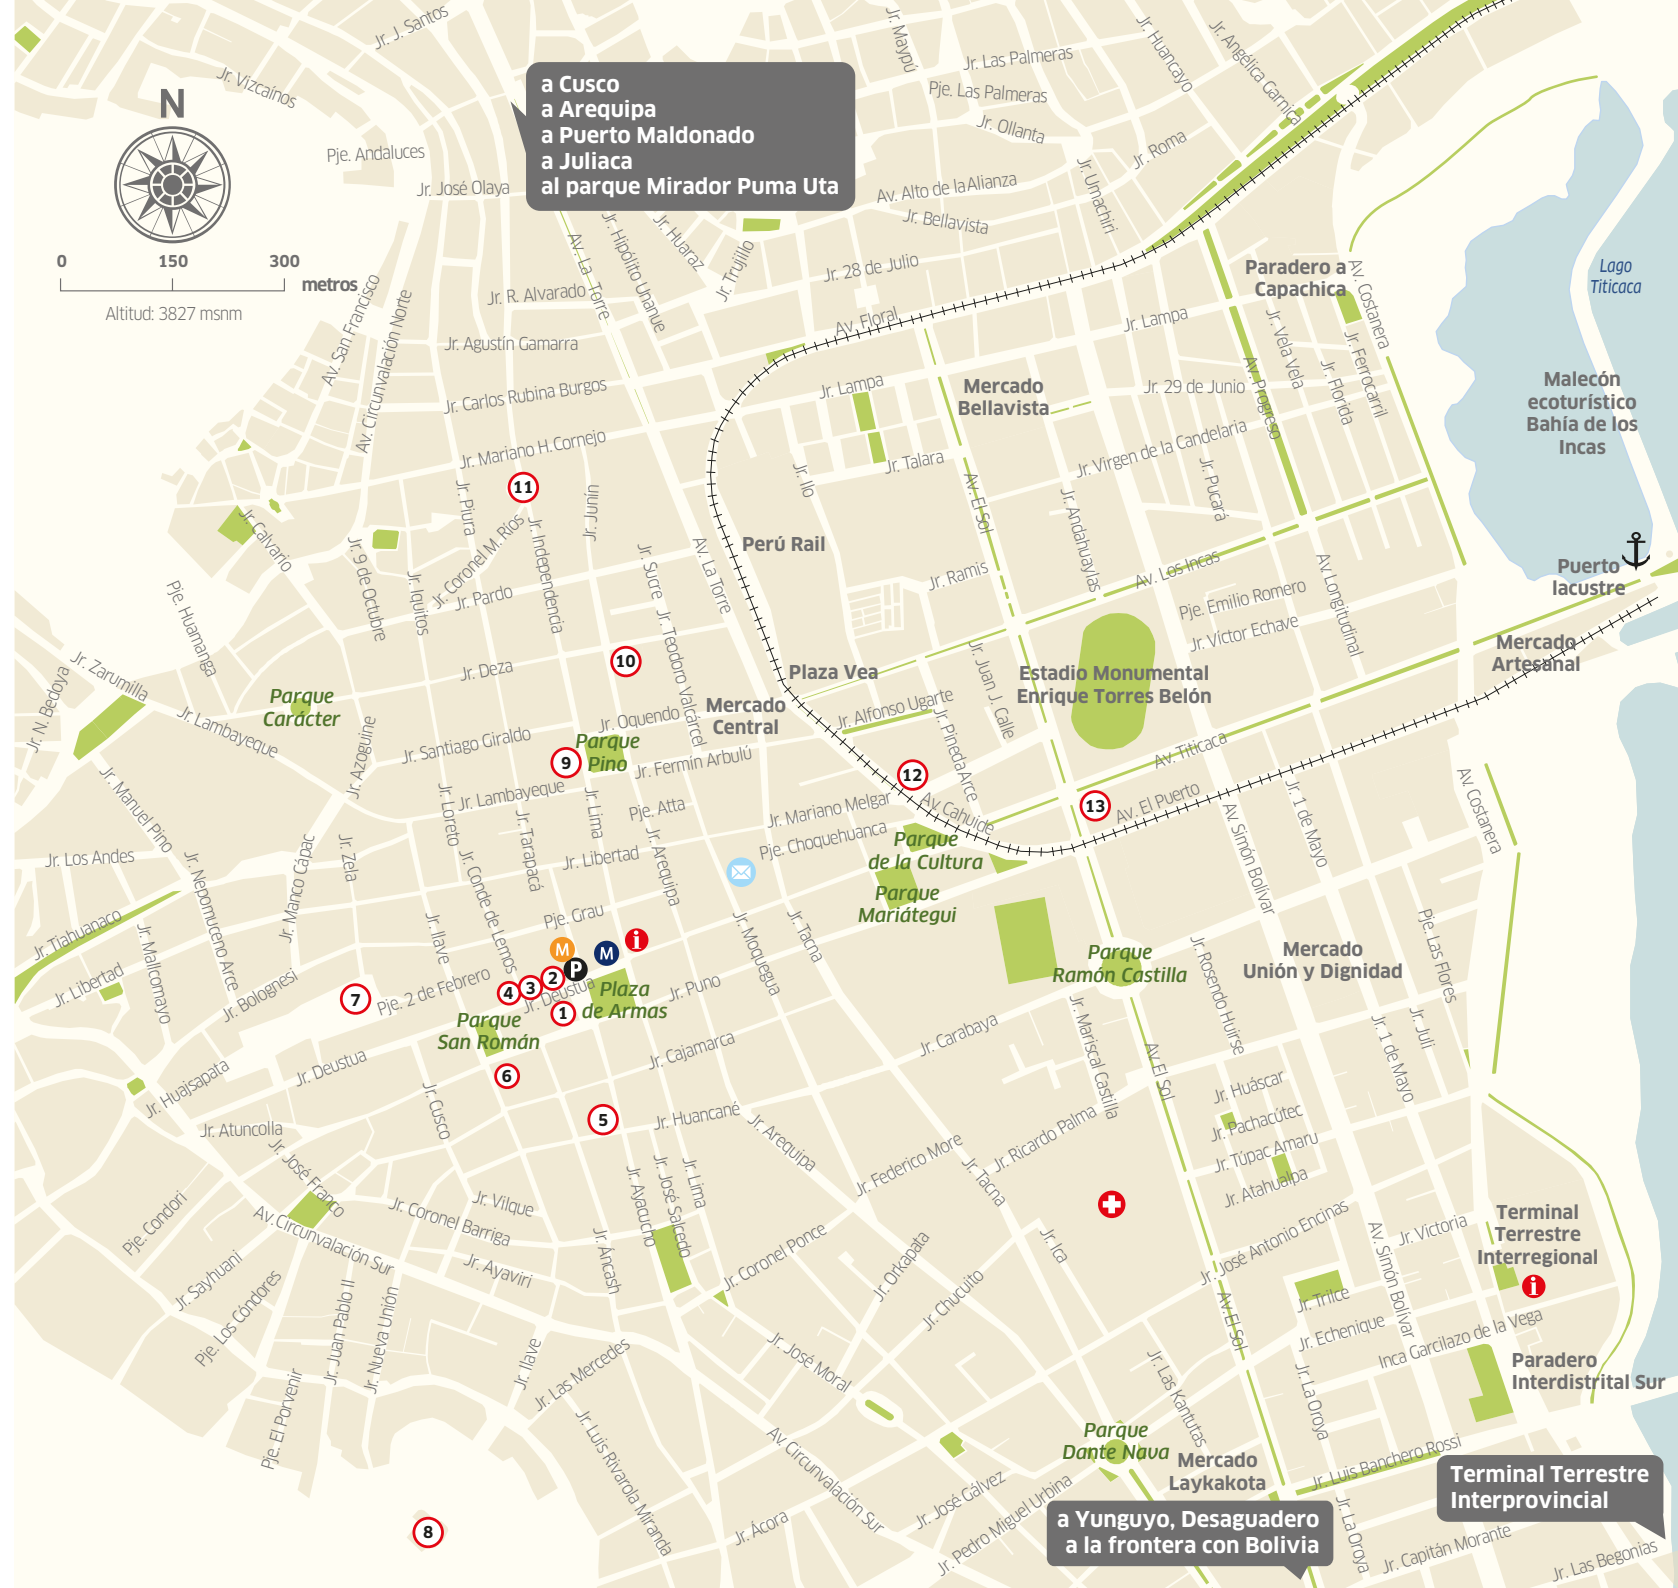 Jr. J. Santos
Jr. Vizcaínos
N
Pje. Andaluces
Jr. José Olaya
0 150 300
metros
Altitud: 3827 msnm
a Cusco
a Arequipa
a Puerto Maldonado
a Juliaca
al parque Mirador Puma Uta
Jr. Maypú
Jr. Las Palmeras
Pje. Las Palmeras
Jr. Ollanta
Jr. Huancayo
Jr. Angélica Garnica
Jr. Roma
Jr. Umachiri
Av. Alto de la Alianza
Jr. Bellavista
Av. La Torre
Jr. Hipólito Unanue
Jr. Huaraz
Jr. Trujillo
Jr. 28 de Julio
Av. Floral
Jr. Lampa
Paradero a
Capachica
Av. Costanera
Lago
Titicaca
Av. San Francisco
Av. Circunvalación Norte
Jr. R. Alvarado
Jr. Agustín Gamarra
Jr. Carlos Rubina Burgos
Jr. Mariano H. Cornejo
Jr. Lampa
Mercado
Bellavista
Jr. 29 de Junio
Av. Progreso
Jr. Vela Vela
Jr. Florida
Jr. Ferrocarril
Malecón
ecoturístico
Bahía de los
Incas
Jr. Virgen de la Candelaria
Jr. Talara
Jr. Ilo
Av. El Sol
Jr. Pucará
Jr. Andahuaylas
11
Jr. Piura
Jr. Junín
Jr. Calvario
Jr. 9 de Octubre
Jr. Coronel M. Rios
Jr. Independencia
Jr. Iquitos
Jr. Pardo
Jr. Sucre
Av. La Torre
Perú Rail
Jr. Ramis
Av. Los Incas
Pje. Emilio Romero
Jr. Víctor Echave
Av. Longitudinal
Puerto
lacustre
Mercado
Artesanal
Pje. Huamanga
Jr. Zarumilla
Jr. N. Bedoya
Jr. Lambayeque
Parque
Carácter
Jr. Deza
10
Jr. Teodoro Valcárcel
Plaza Vea
Mercado
Central
Jr. Juan J. Calle
Estadio Monumental
Enrique Torres Belón
Jr. Alfonso Ugarte
Jr. Pineda Arce
Jr. Azoguine
Jr. Santiago Giraldo
Jr. Oquendo
Parque
Pino
9
Jr. Fermín Arbulú
Av. Titicaca
12
13
Av. Cahuide
Av. El Puerto
Jr. Manuel Pino
Jr. Lambayeque
Jr. Loreto
Jr. Tarapacá
Jr. Lima
Pje. Atta
Jr. Mariano Melgar
Pje. Choquehuanca
Parque
de la Cultura
Parque
Mariátegui
Av. Simón Bolívar
Jr. 1 de Mayo
Av. Costanera
Jr. Los Andes
Jr. Nepomuceno Arce
Jr. Manco Cápac
Jr. Zela
Jr. Conde de Lemos
Jr. Libertad
Jr. Arequipa
Pje. Grau
Jr. Moquegua
Jr. Tacna
Jr. Tiahuanaco
Jr. Libertad
Jr. Mallcomayo
Jr. Bolognesi
Jr. Ilave
M
M
i
P
7
Pje. 2 de Febrero
4
3
2
Jr. Deustua
1
Plaza
de Armas
Jr. Puno
Parque
San Román
6
5
Parque
Ramón Castilla
Jr. Rosendo Huirse
Mercado
Unión y Dignidad
Pje. Las Flores
Jr. Juli
Jr. 1 de Mayo
Jr. Carabaya
Jr. Mariscal Castilla
Av. El Sol
Jr. Huáscar
Jr. Pachacútec
Jr. Túpac Amaru
Jr. Atahualpa
Jr. Huajsapata
Jr. Deustua
Jr. Cajamarca
Jr. Atuncolla
Jr. Cusco
Jr. Huancané
Jr. Arequipa
Jr. Federico More
Jr. Tacna
Jr. Ricardo Palma
Jr. José Franco
Pje. Condori
Av. Circunvalación Sur
Jr. Coronel Barriga
Jr. Vilque
Jr. Ayaviri
Jr. Áncash
Jr. Ayacucho
Jr. José Salcedo
Jr. Lima
Jr. Coronel Ponce
Jr. Orkapata
Jr. Chucuito
Jr. Ica
Jr. José Antonio Encinas
Av. Simón Bolívar
Jr. Victoria
Terminal
Terrestre
Interregional
i
Jr. Sayhuani
Pje. Los Cóndores
Jr. Juan Pablo II
Jr. Nueva Unión
Pje. El Porvenir
Jr. Ilave
Jr. Las Mercedes
Jr. Luis Rivarola Miranda
Jr. José Moral
Av. Circunvalación Sur
Av. El Sol
Jr. Trilce
Jr. Echenique
Inca Garcilazo de la Vega
Jr. Las Kantutas
Jr. La Oroya
Paradero
Interdistrital Sur
Parque
Dante Nava
Mercado
Laykakota
Jr. Luis Banchero Rossi
Terminal Terrestre
Interprovincial
8
Jr. Ácora
Jr. José Gálvez
Jr. Pedro Miguel Urbina
a Yunguyo, Desaguadero
a la frontera con Bolivia
Jr. La Oroya
Jr. Capitán Morante
Jr. Las Begonias